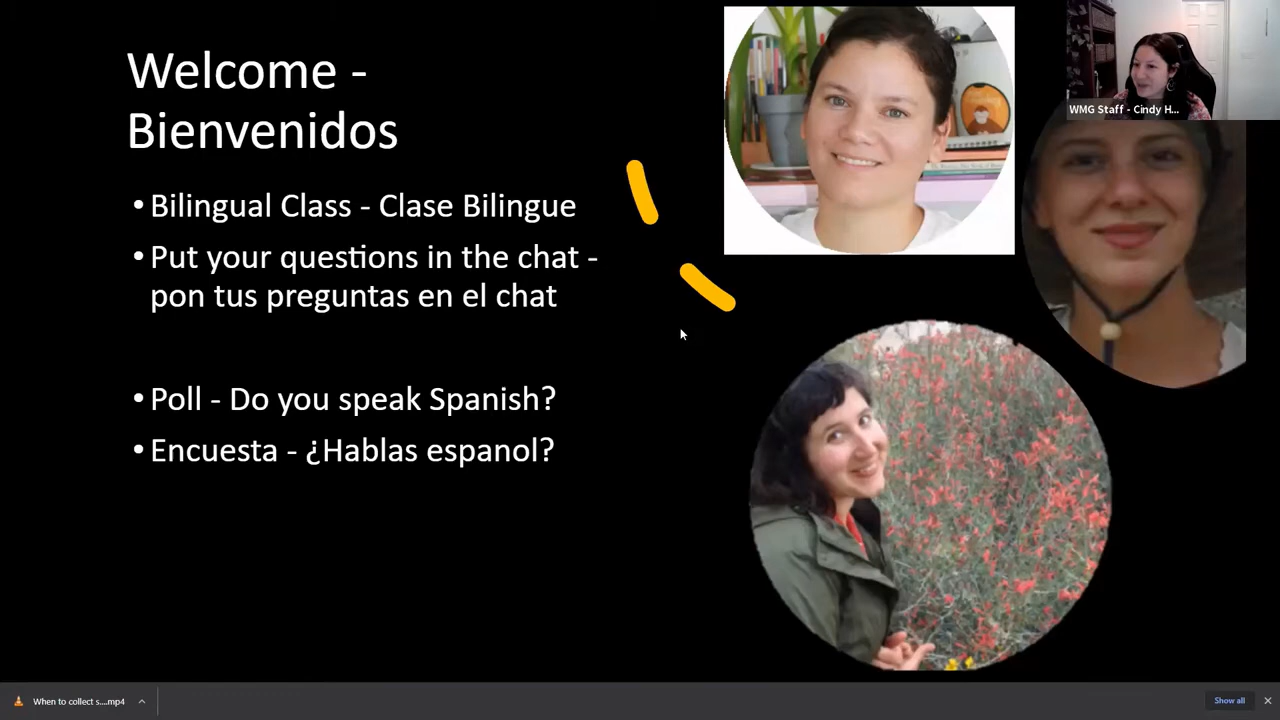 Welcome -
Bienvenidos
• Bilingual Class - Clase Bilingue
• Put your questions in the chat -
pon tus preguntas en el chat
• Poll - Do you speak Spanish?
• Encuesta - ¿Hablas espanol?
WMG Staff - Cindy H...
When to collect s....mp4
Show all